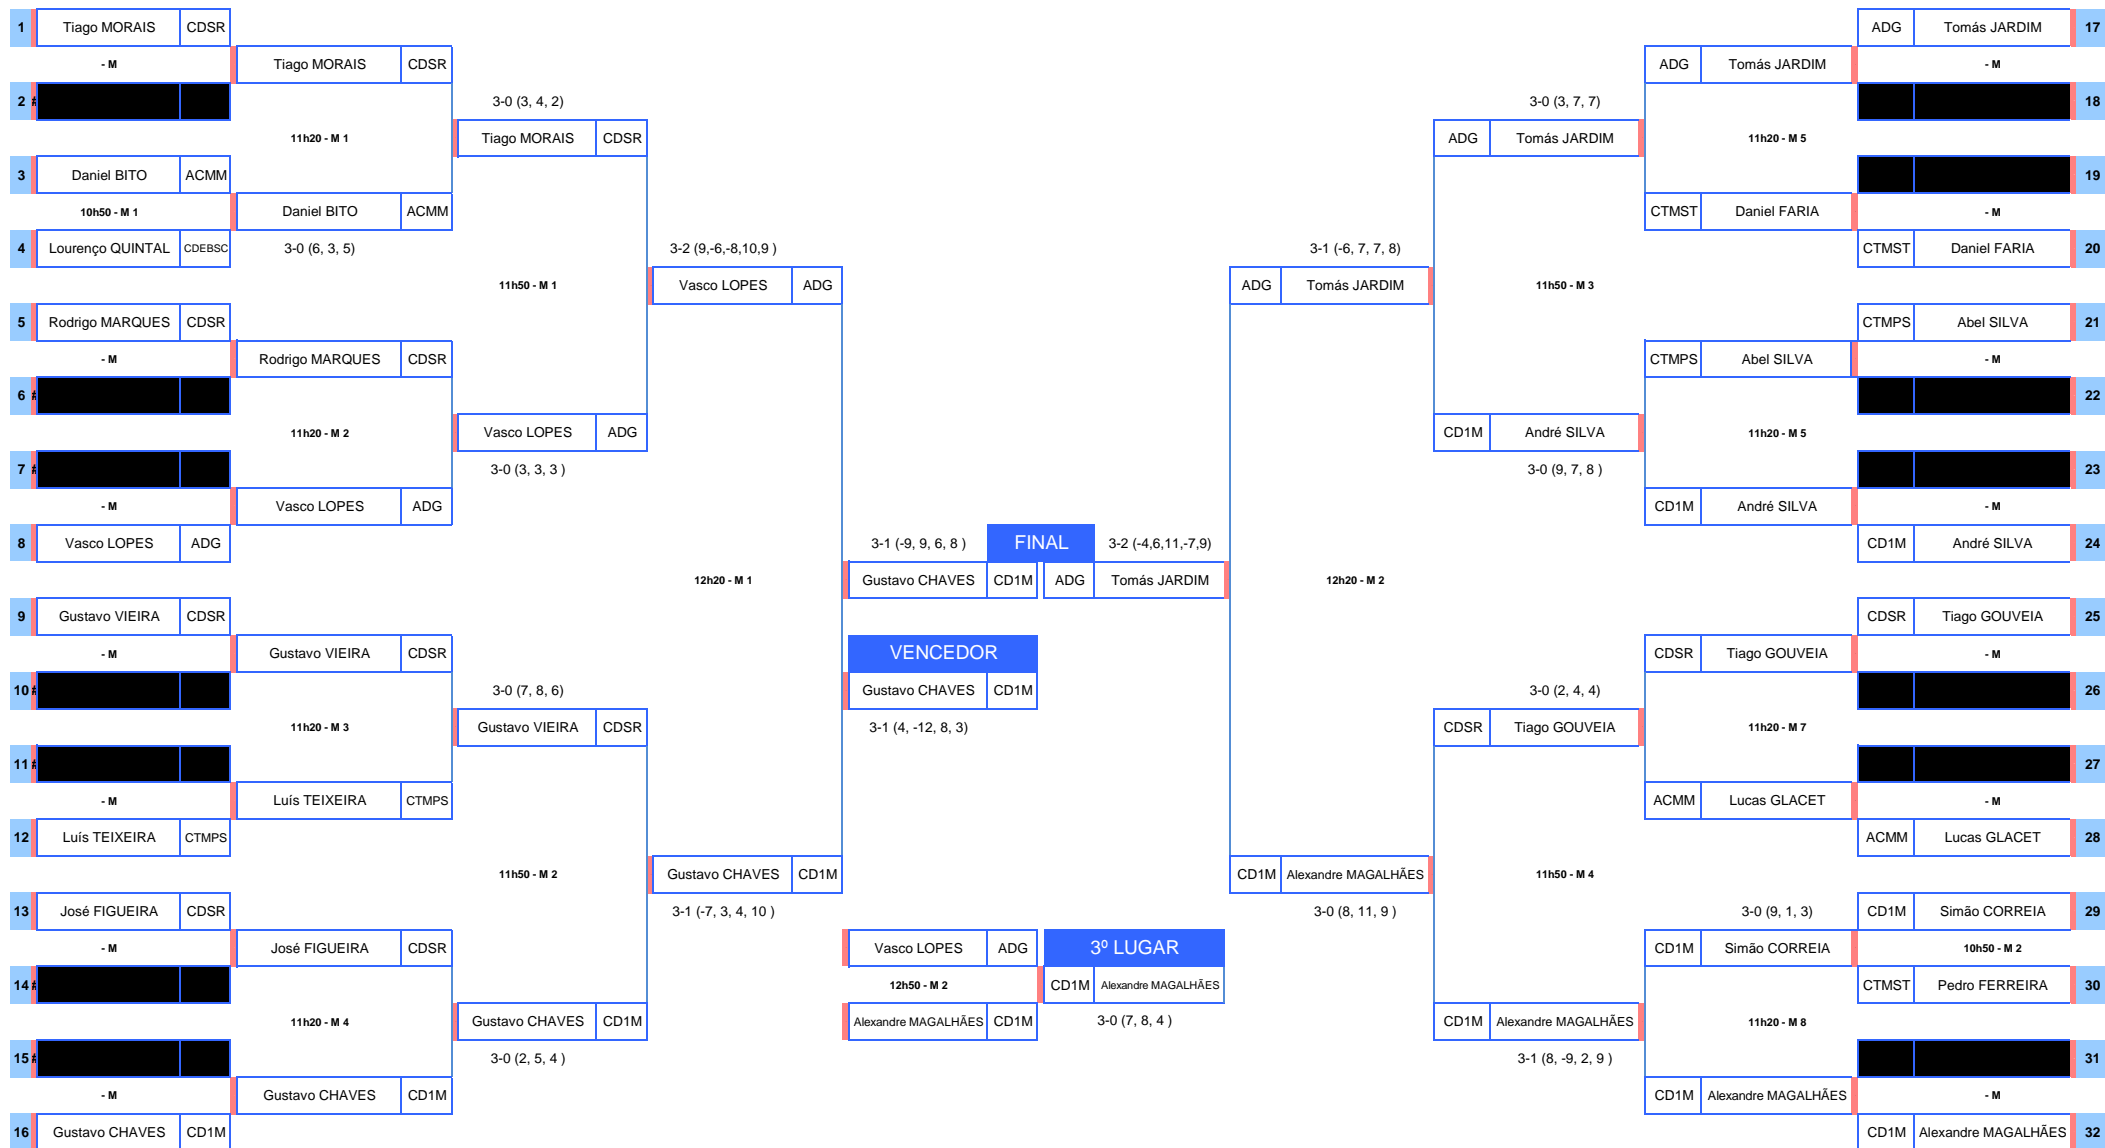 1 Tiago MORAIS CDSR
- M
Tiago MORAIS CDSR
2 #
3-0 (3, 4, 2)
11h20 - M 1
Tiago MORAIS CDSR
3 Daniel BITO ACMM
10h50 - M 1
Daniel BITO ACMM
4 Lourenço QUINTAL CDEBSC
3-0 (6, 3, 5)
3-2 (9,-6,-8,10,9 )
11h50 - M 1
Vasco LOPES ADG
5 Rodrigo MARQUES CDSR
- M
Rodrigo MARQUES CDSR
6 #
11h20 - M 2
Vasco LOPES ADG
7 #
3-0 (3, 3, 3 )
- M
Vasco LOPES ADG
8 Vasco LOPES ADG
3-1 (-9, 9, 6, 8 )
FINAL
3-2 (-4,6,11,-7,9)
12h20 - M 1
Gustavo CHAVES CD1M
ADG Tomás JARDIM
12h20 - M 2
9 Gustavo VIEIRA CDSR
- M
Gustavo VIEIRA CDSR
VENCEDOR
10 #
3-0 (7, 8, 6)
Gustavo CHAVES CD1M
3-1 (4, -12, 8, 3)
11h20 - M 3
Gustavo VIEIRA CDSR
11 #
- M
Luís TEIXEIRA CTMPS
12 Luís TEIXEIRA CTMPS
11h50 - M 2
Gustavo CHAVES CD1M
3-1 (-7, 3, 4, 10 )
13 José FIGUEIRA CDSR
- M
José FIGUEIRA CDSR
14 #
11h20 - M 4
Gustavo CHAVES CD1M
15 #
3-0 (2, 5, 4 )
- M
Gustavo CHAVES CD1M
16 Gustavo CHAVES CD1M
Vasco LOPES ADG
3º LUGAR
12h50 - M 2
CD1M Alexandre MAGALHÃES
Alexandre MAGALHÃES CD1M
3-0 (7, 8, 4 )
ADG Tomás JARDIM 17
ADG Tomás JARDIM
- M
3-0 (3, 7, 7)
18
ADG Tomás JARDIM
11h20 - M 5
19
CTMST Daniel FARIA
- M
3-1 (-6, 7, 7, 8)
CTMST Daniel FARIA 20
ADG Tomás JARDIM
11h50 - M 3
CTMPS Abel SILVA 21
CTMPS Abel SILVA
- M
22
CD1M André SILVA
11h20 - M 5
3-0 (9, 7, 8 )
23
CD1M André SILVA
- M
CD1M André SILVA 24
CDSR Tiago GOUVEIA 25
CDSR Tiago GOUVEIA
- M
3-0 (2, 4, 4)
26
CDSR Tiago GOUVEIA
11h20 - M 7
27
ACMM Lucas GLACET
- M
ACMM Lucas GLACET 28
CD1M Alexandre MAGALHÃES
11h50 - M 4
3-0 (8, 11, 9 )
3-0 (9, 1, 3)
CD1M Simão CORREIA 29
CD1M Simão CORREIA
10h50 - M 2
CTMST Pedro FERREIRA 30
CD1M Alexandre MAGALHÃES
11h20 - M 8
3-1 (8, -9, 2, 9 )
31
CD1M Alexandre MAGALHÃES
- M
CD1M Alexandre MAGALHÃES 32